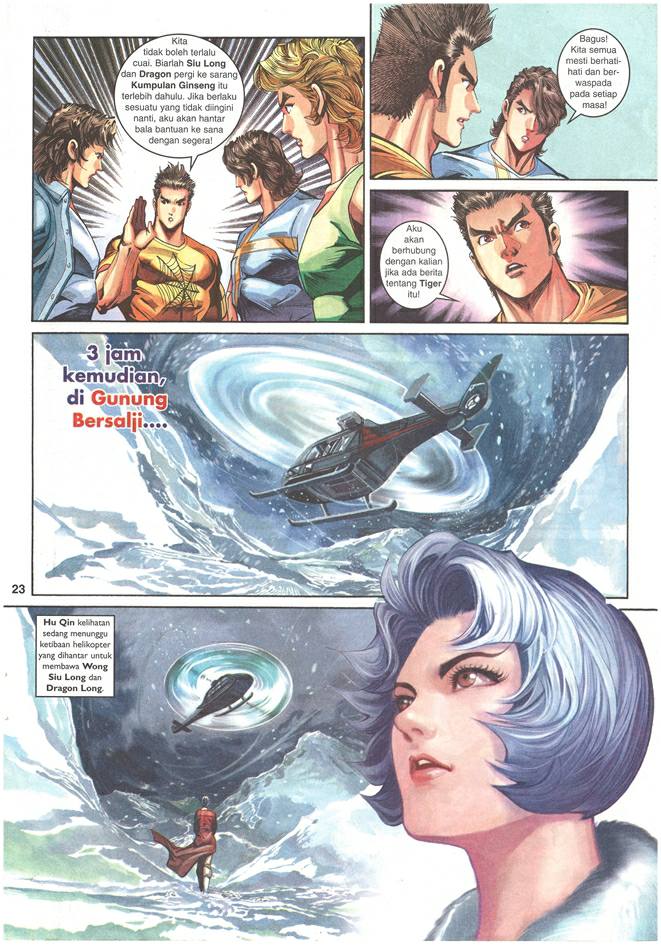 Kita
tidak boleh terlalu
cuai. Biarlah Siu Long
dan Dragon pergi ke sarang
Kumpulan Ginseng itu
terlebih dahulu. Jika berlaku
sesuatu yang tidak diingini
nanti, aku akan hantar
bala bantuan ke sana
dengan segera!
Bagus!
Kita semua
mesti berhati-
hati dan ber-
waspada
pada setiap
masa!
Aku
akan
berhubung
dengan kalian
jika ada berita
tentang Tiger
itu!
3 jam
kemudian,
di Gunung
Bersalji....
23
Hu Qin kelihatan
sedang menunggu
ketibaan helikopter
yang dihantar untuk
membawa Wong
Siu Long dan
Dragon Long.